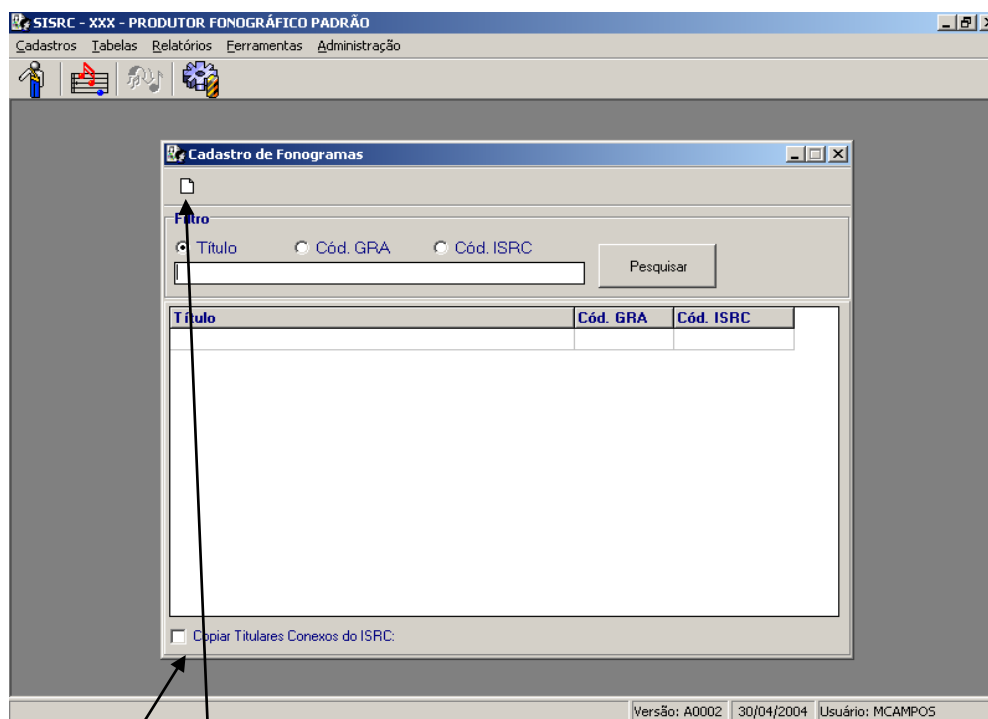 SISRC - XXX - PRODUTOR FONOGRÁFICO PADRÃO
Cadastros Tabelas Relatórios Ferramentas Administração
Cadastro de Fonogramas
Filtro
Título Cód. GRA Cód. ISRC
Pesquisar
Título Cód. GRA Cód. ISRC
Copiar Titulares Conexos do ISRC:
Versão: A0002 30/04/2004 Usuário: MCAMPOS